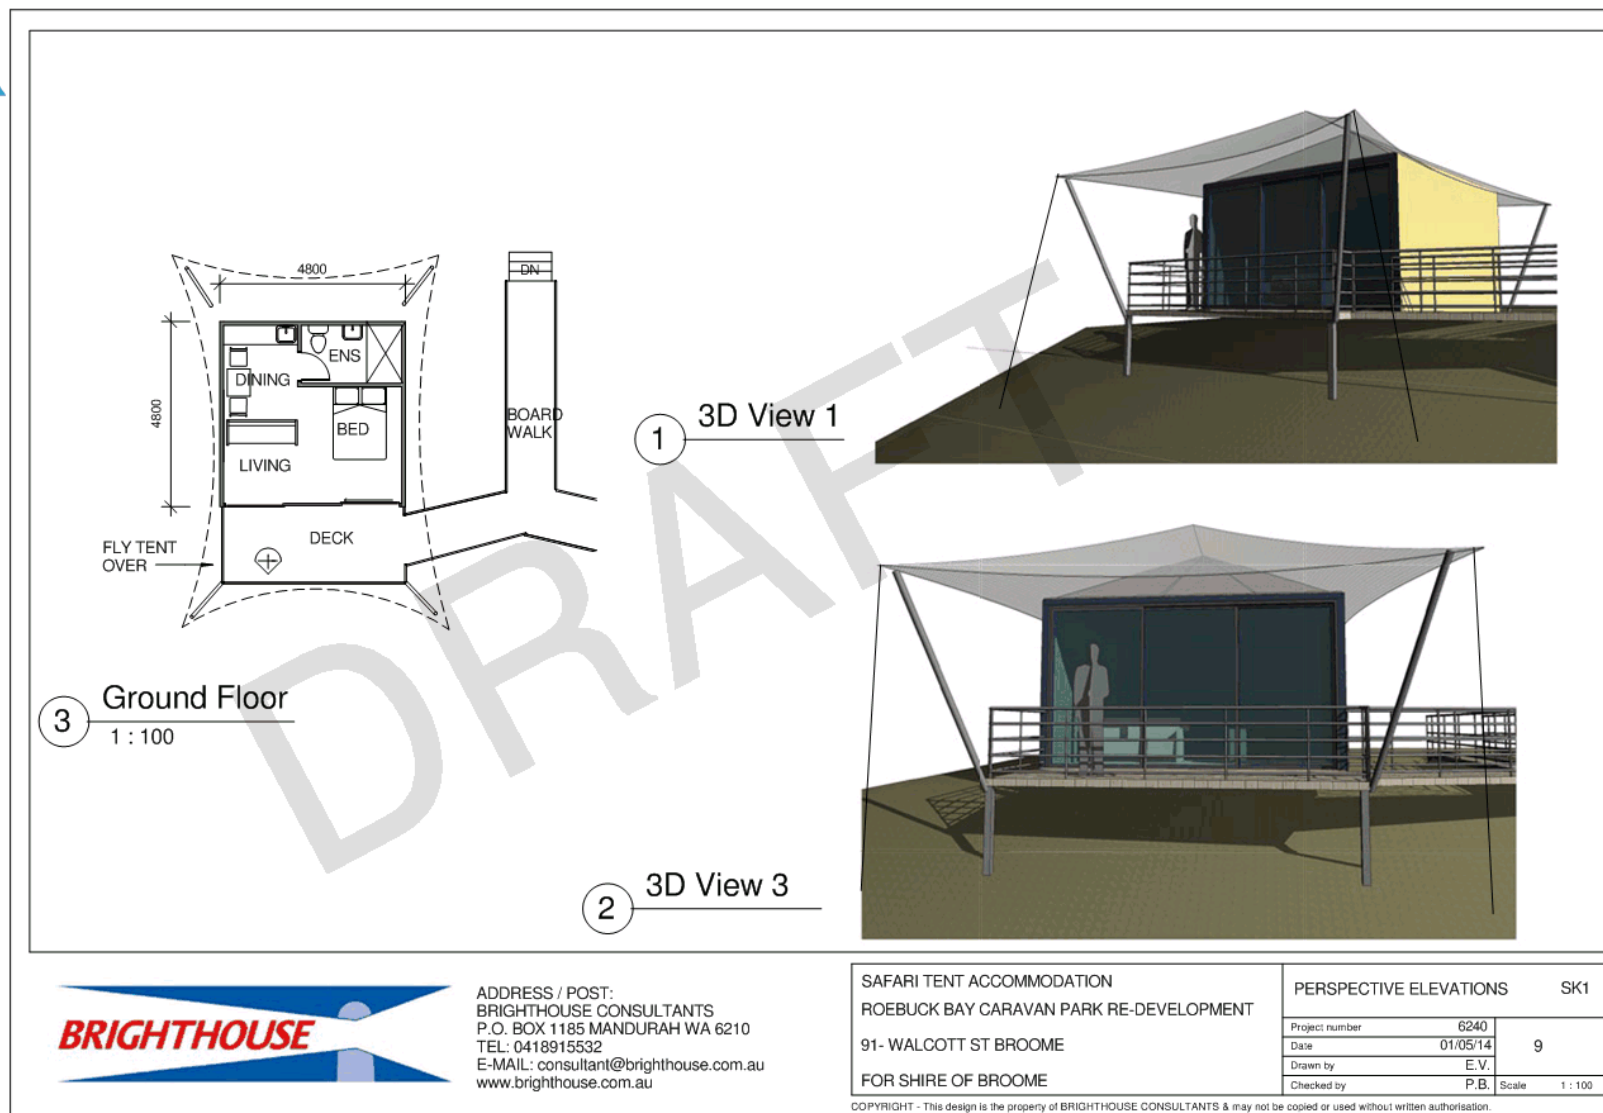 4800
4800
DN
ENS
DINING
BED
LIVING
BOARD
WALK
DECK
FLY TENT
OVER
3
Ground Floor
1 : 100
1
3D View 1
2
3D View 3
DRAFT
BRIGHTHOUSE
ADDRESS / POST:
BRIGHTHOUSE CONSULTANTS
P.O. BOX 1185 MANDURAH WA 6210
TEL: 0418915532
E-MAIL: consultant@brighthouse.com.au
www.brighthouse.com.au
SAFARI TENT ACCOMMODATION
ROEBUCK BAY CARAVAN PARK RE-DEVELOPMENT
91- WALCOTT ST BROOME
FOR SHIRE OF BROOME
PERSPECTIVE ELEVATIONS SK1
Project number 6240
Date 01/05/14
Drawn by E.V.
Checked by P.B.
9
Scale 1 : 100
COPYRIGHT - This design is the property of BRIGHTHOUSE CONSULTANTS & may not be copied or used without written authorisation.